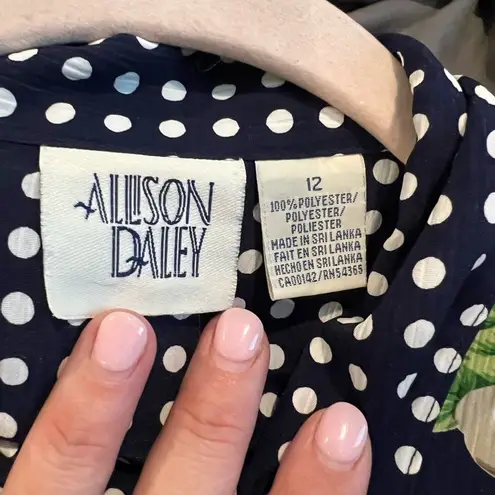 ALLISON
DALEY
12
100% POLYESTER/
POLYESTER/
POLIESTER
MADE IN SRI LANKA
FAIT EN SRI LANKA
HECHO EN SRI LANKA
CA00142/RN54365